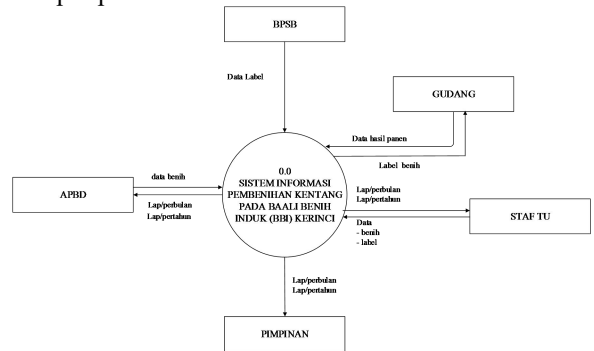 BPSB
Data Label
GUDANG
Data hasil panen
Label benih
0.0
SISTEM INFORMASI
PEMBENIHAN KENTANG
PADA BAALI BENIH
INDUK (BBI) KERINCI
data benih
APBD
Lap/perbulan
Lap/pertahun
Lap/perbulan
Lap/pertahun
STAF TU
Data
- benih
- label
Lap/perbulan
Lap/pertahun
PIMPINAN